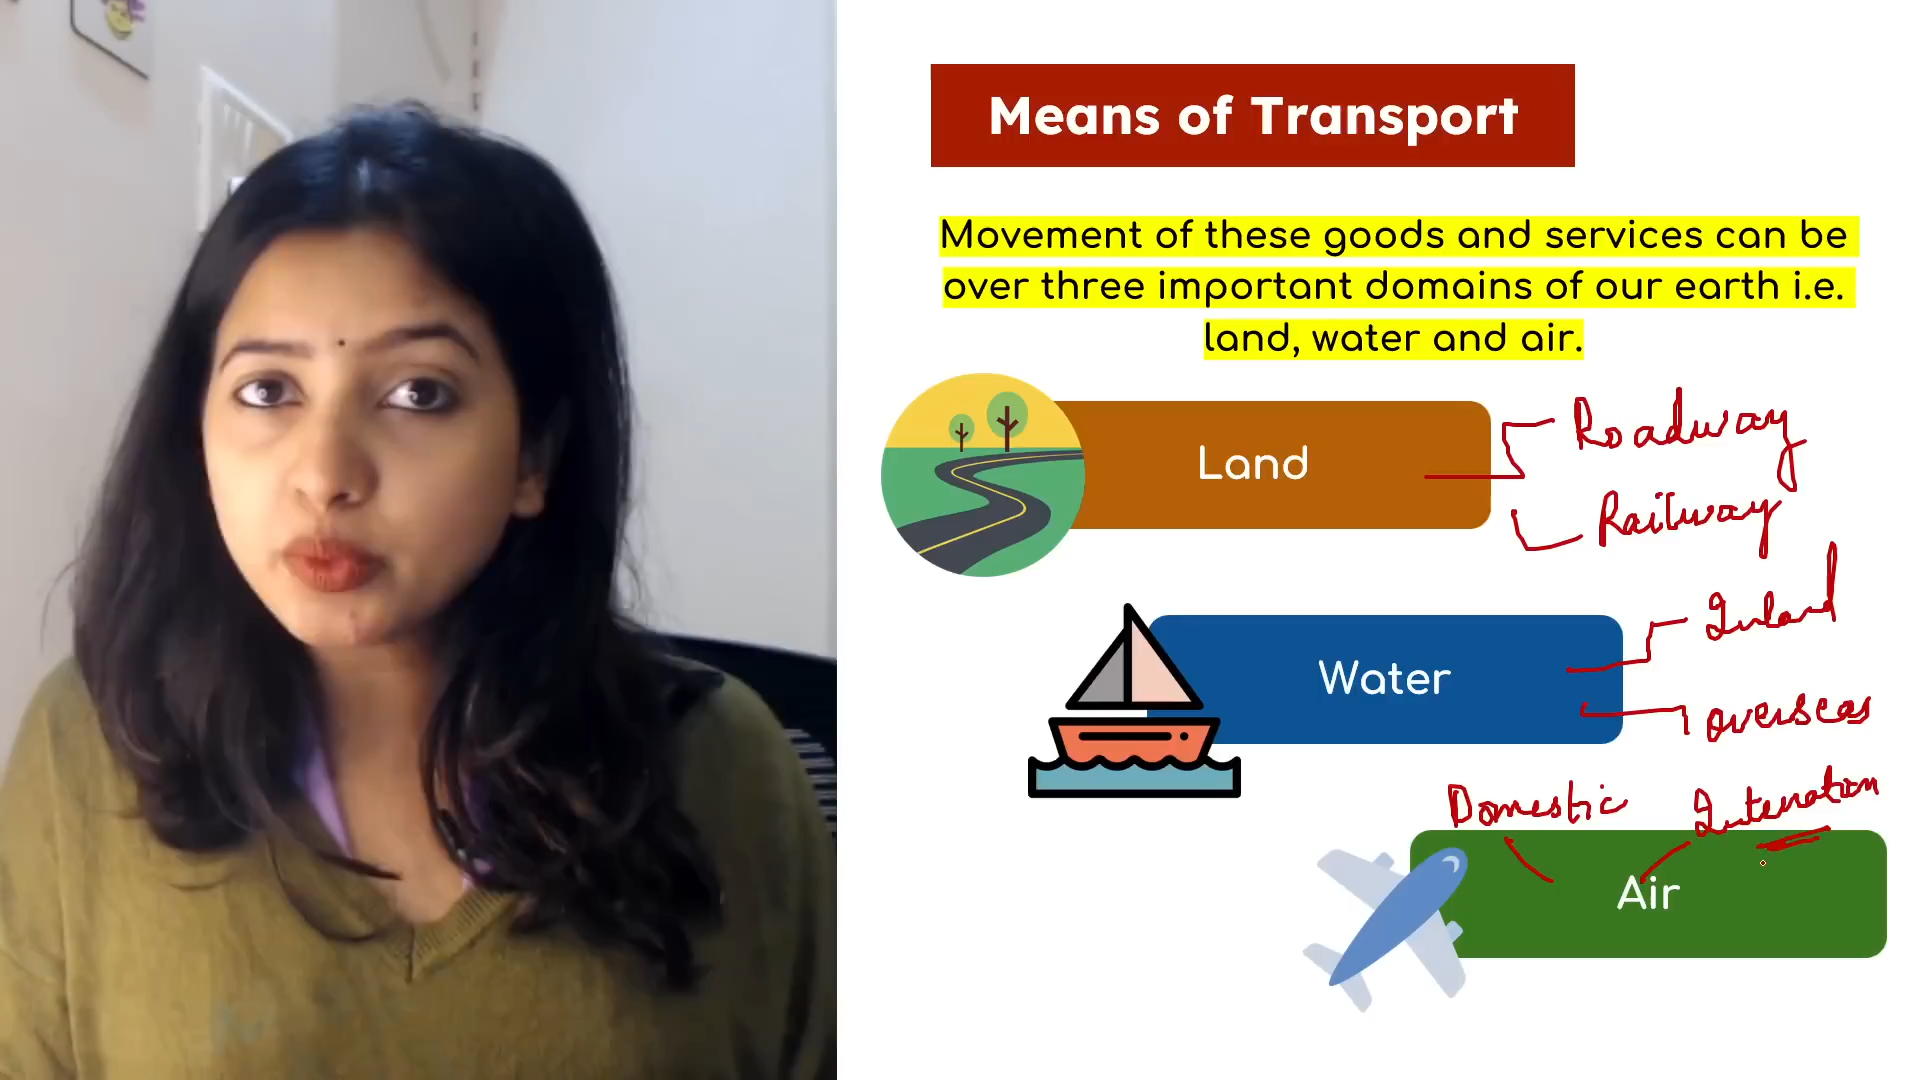 Means of Transport
Movement of these goods and services can be
over three important domains of our earth i.e.
land, water and air.
Land
Roadway
Railway
Water
Inland
overseas
Domestic
Internation
Air